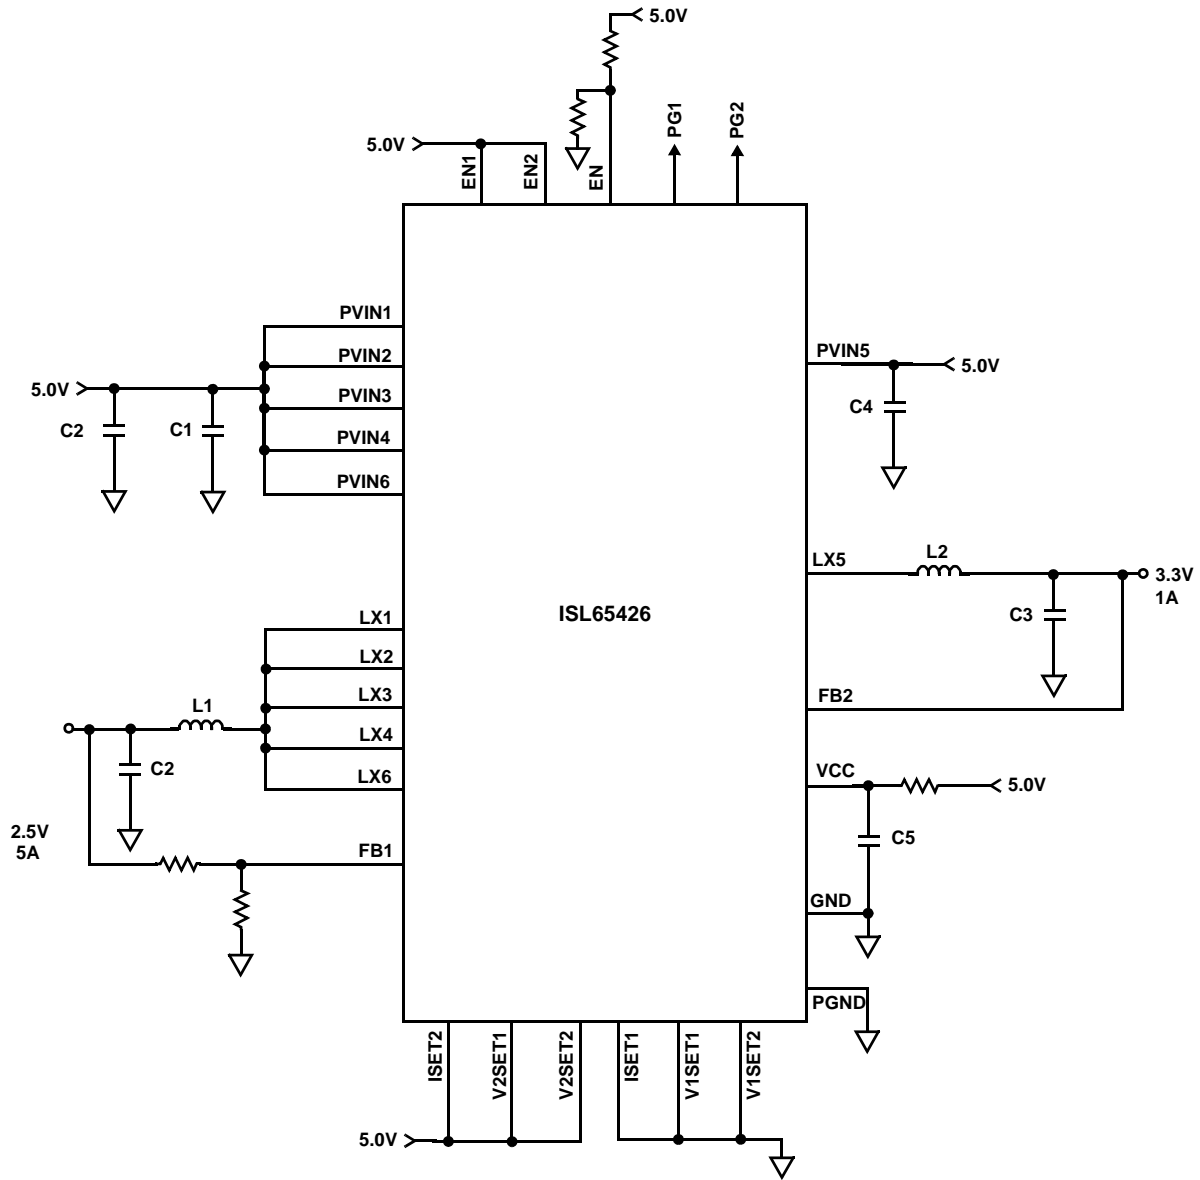 5.0V
PG1
PG2
5.0V
EN1
EN2
EN
PVIN1
PVIN2
PVIN3
PVIN4
PVIN6
5.0V
C2
C1
PVIN5
5.0V
C4
LX5
L2
3.3V
1A
C3
ISL65426
LX1
LX2
LX3
LX4
LX6
L1
C2
FB2
VCC
5.0V
C5
2.5V
5A
FB1
GND
PGND
ISET2
V2SET1
V2SET2
ISET1
V1SET1
V1SET2
5.0V